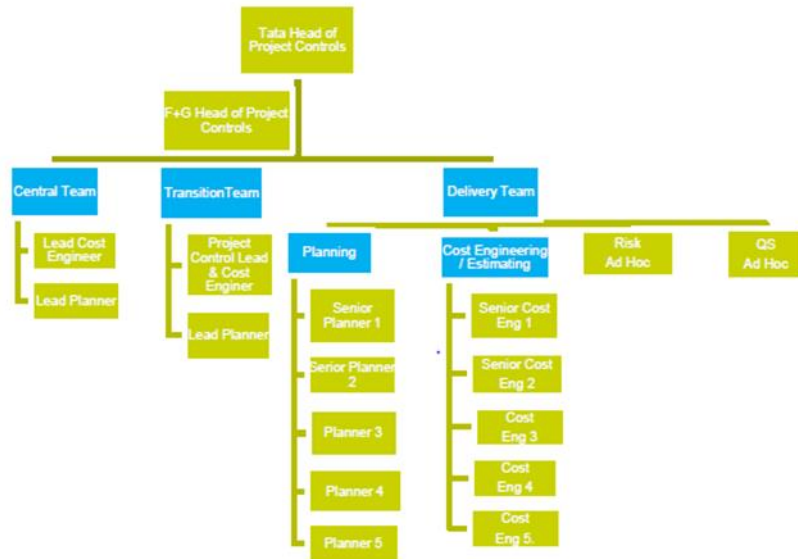 Tata Head of
Project Controls
F+G Head of Project
Controls
Central Team
TransitionTeam
Delivery Team
Lead Cost
Engineer
Lead Planner
Project
Control Lead
& Cost
Enginer
Lead Planner
Planning
Cost Engineering
/ Estimating
Risk
Ad Hoc
QS
Ad Hoc
Senior
Planner 1
Senior Planner
2
Planner 3
Planner 4
Planner 5
Senior Cost
Eng 1
Senior Cost
Eng 2
Cost
Eng 3
Cost
Eng 4
Cost
Eng 5.